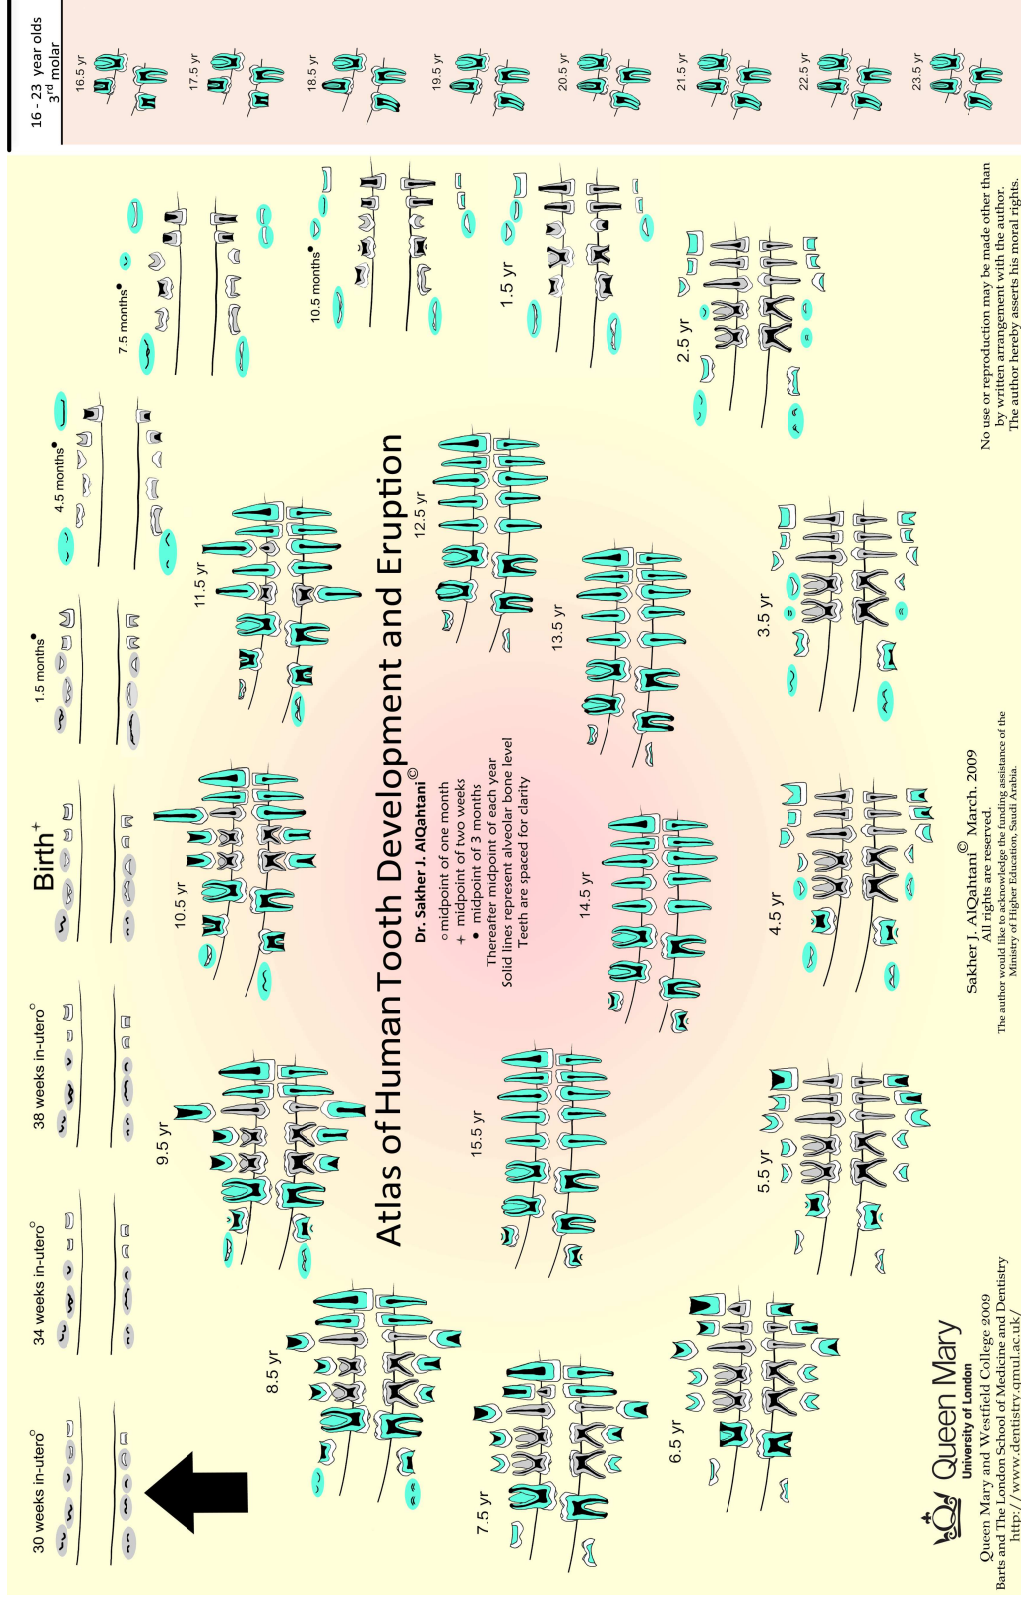 16 - 23 year olds
3rd molar
16.5 yr
17.5 yr
18.5 yr
19.5 yr
20.5 yr
21.5 yr
22.5 yr
23.5 yr
30 weeks in-utero○
34 weeks in-utero○
38 weeks in-utero○
Birth+
1.5 months●
4.5 months●
7.5 months●
10.5 months●
1.5 yr
2.5 yr
3.5 yr
4.5 yr
5.5 yr
6.5 yr
7.5 yr
8.5 yr
9.5 yr
10.5 yr
11.5 yr
12.5 yr
13.5 yr
14.5 yr
15.5 yr
Atlas of Human Tooth Development and Eruption
Dr. Sakher J. AlQahtani©
○ midpoint of one month
+ midpoint of two weeks
● midpoint of 3 months
Thereafter midpoint of each year
Solid lines represent alveolar bone level
Teeth are spaced for clarity
Queen Mary
University of London
Queen Mary and Westfield College 2009
Barts and The London School of Medicine and Dentistry
http://www.dentistry.qmul.ac.uk/
Sakher J. AlQahtani© March. 2009
All rights are reserved.
The author would like to acknowledge the funding assistance of the
Ministry of Higher Education, Saudi Arabia.
No use or reproduction may be made other than
by written arrangement with the author.
The author hereby asserts his moral rights.